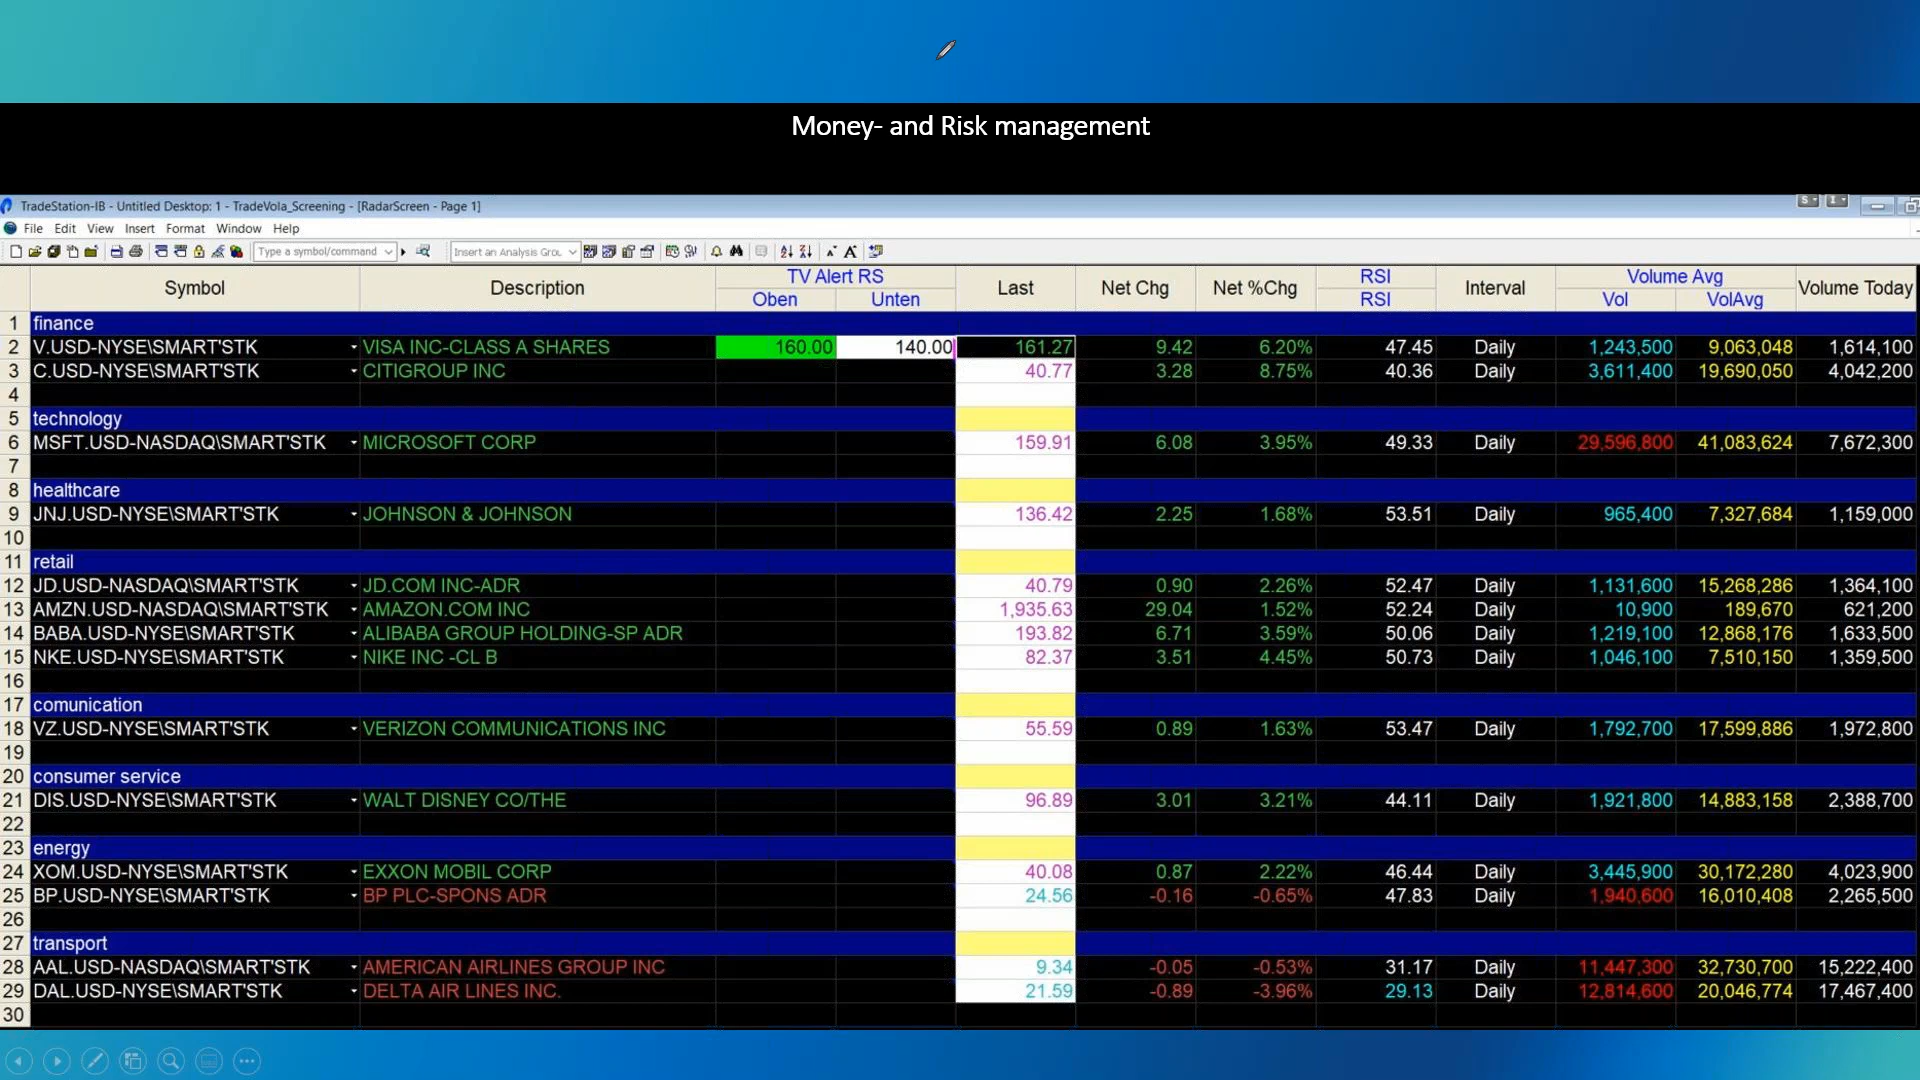 Money- and Risk management
TradeStation-IB - Untitled Desktop: 1 - TradeVola_Screening - [RadarScreen - Page 1]
S I
File Edit View Insert Format Window Help
Type a symbol/command Insert an Analysis Grou
Symbol Description TV Alert RS Last Net Chg Net %Chg RSI Interval Volume Avg Volume Today
Oben Unten RSI Vol VolAvg
1 finance
2 V.USD-NYSE\SMART'STK VISA INC-CLASS A SHARES 160.00 140.00 161.27 9.42 6.20% 47.45 Daily 1,243,500 9,063,048 1,614,100
3 C.USD-NYSE\SMART'STK CITIGROUP INC 40.77 3.28 8.75% 40.36 Daily 3,611,400 19,690,050 4,042,200
4
5 technology
6 MSFT.USD-NASDAQ\SMART'STK MICROSOFT CORP 159.91 6.08 3.95% 49.33 Daily 29,596,800 41,083,624 7,672,300
7
8 healthcare
9 JNJ.USD-NYSE\SMART'STK JOHNSON & JOHNSON 136.42 2.25 1.68% 53.51 Daily 965,400 7,327,684 1,159,000
10
11 retail
12 JD.USD-NASDAQ\SMART'STK JD.COM INC-ADR 40.79 0.90 2.26% 52.47 Daily 1,131,600 15,268,286 1,364,100
13 AMZN.USD-NASDAQ\SMART'STK AMAZON.COM INC 1,935.63 29.04 1.52% 52.24 Daily 10,900 189,670 621,200
14 BABA.USD-NYSE\SMART'STK ALIBABA GROUP HOLDING-SP ADR 193.82 6.71 3.59% 50.06 Daily 1,219,100 12,868,176 1,633,500
15 NKE.USD-NYSE\SMART'STK NIKE INC -CL B 82.37 3.51 4.45% 50.73 Daily 1,046,100 7,510,150 1,359,500
16
17 comunication
18 VZ.USD-NYSE\SMART'STK VERIZON COMMUNICATIONS INC 55.59 0.89 1.63% 53.47 Daily 1,792,700 17,599,886 1,972,800
19
20 consumer service
21 DIS.USD-NYSE\SMART'STK WALT DISNEY CO/THE 96.89 3.01 3.21% 44.11 Daily 1,921,800 14,883,158 2,388,700
22
23 energy
24 XOM.USD-NYSE\SMART'STK EXXON MOBIL CORP 40.08 0.87 2.22% 46.44 Daily 3,445,900 30,172,280 4,023,900
25 BP.USD-NYSE\SMART'STK BP PLC-SPONS ADR 24.56 -0.16 -0.65% 47.83 Daily 1,940,600 16,010,408 2,265,500
26
27 transport
28 AAL.USD-NASDAQ\SMART'STK AMERICAN AIRLINES GROUP INC 9.34 -0.05 -0.53% 31.17 Daily 11,447,300 32,730,700 15,222,400
29 DAL.USD-NYSE\SMART'STK DELTA AIR LINES INC. 21.59 -0.89 -3.96% 29.13 Daily 12,814,600 20,046,774 17,467,400
30